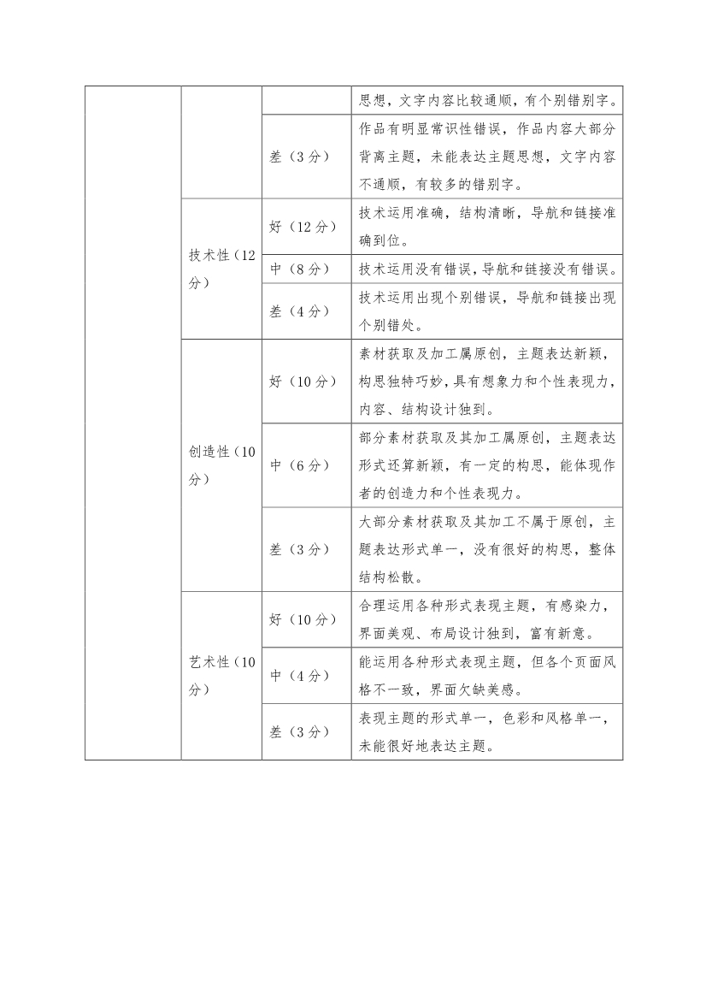 思想，文字内容比较通顺，有个别错别字。
差（3 分）
作品有明显常识性错误，作品内容大部分
背离主题，未能表达主题思想，文字内容
不通顺，有较多的错别字。
技术性（12
分）
好（12 分）
技术运用准确，结构清晰，导航和链接准
确到位。
中（8 分）
技术运用没有错误，导航和链接没有错误。
差（4 分）
技术运用出现个别错误，导航和链接出现
个别错处。
创造性（10
分）
好（10 分）
素材获取及加工属原创，主题表达新颖，
构思独特巧妙，具有想象力和个性表现力，
内容、结构设计独到。
中（6 分）
部分素材获取及其加工属原创，主题表达
形式还算新颖，有一定的构思，能体现作
者的创造力和个性表现力。
差（3 分）
大部分素材获取及其加工不属于原创，主
题表达形式单一，没有很好的构思，整体
结构松散。
艺术性（10
分）
好（10 分）
合理运用各种形式表现主题，有感染力，
界面美观、布局设计独到，富有新意。
中（4 分）
能运用各种形式表现主题，但各个页面风
格不一致，界面欠缺美感。
差（3 分）
表现主题的形式单一，色彩和风格单一，
未能很好地表达主题。